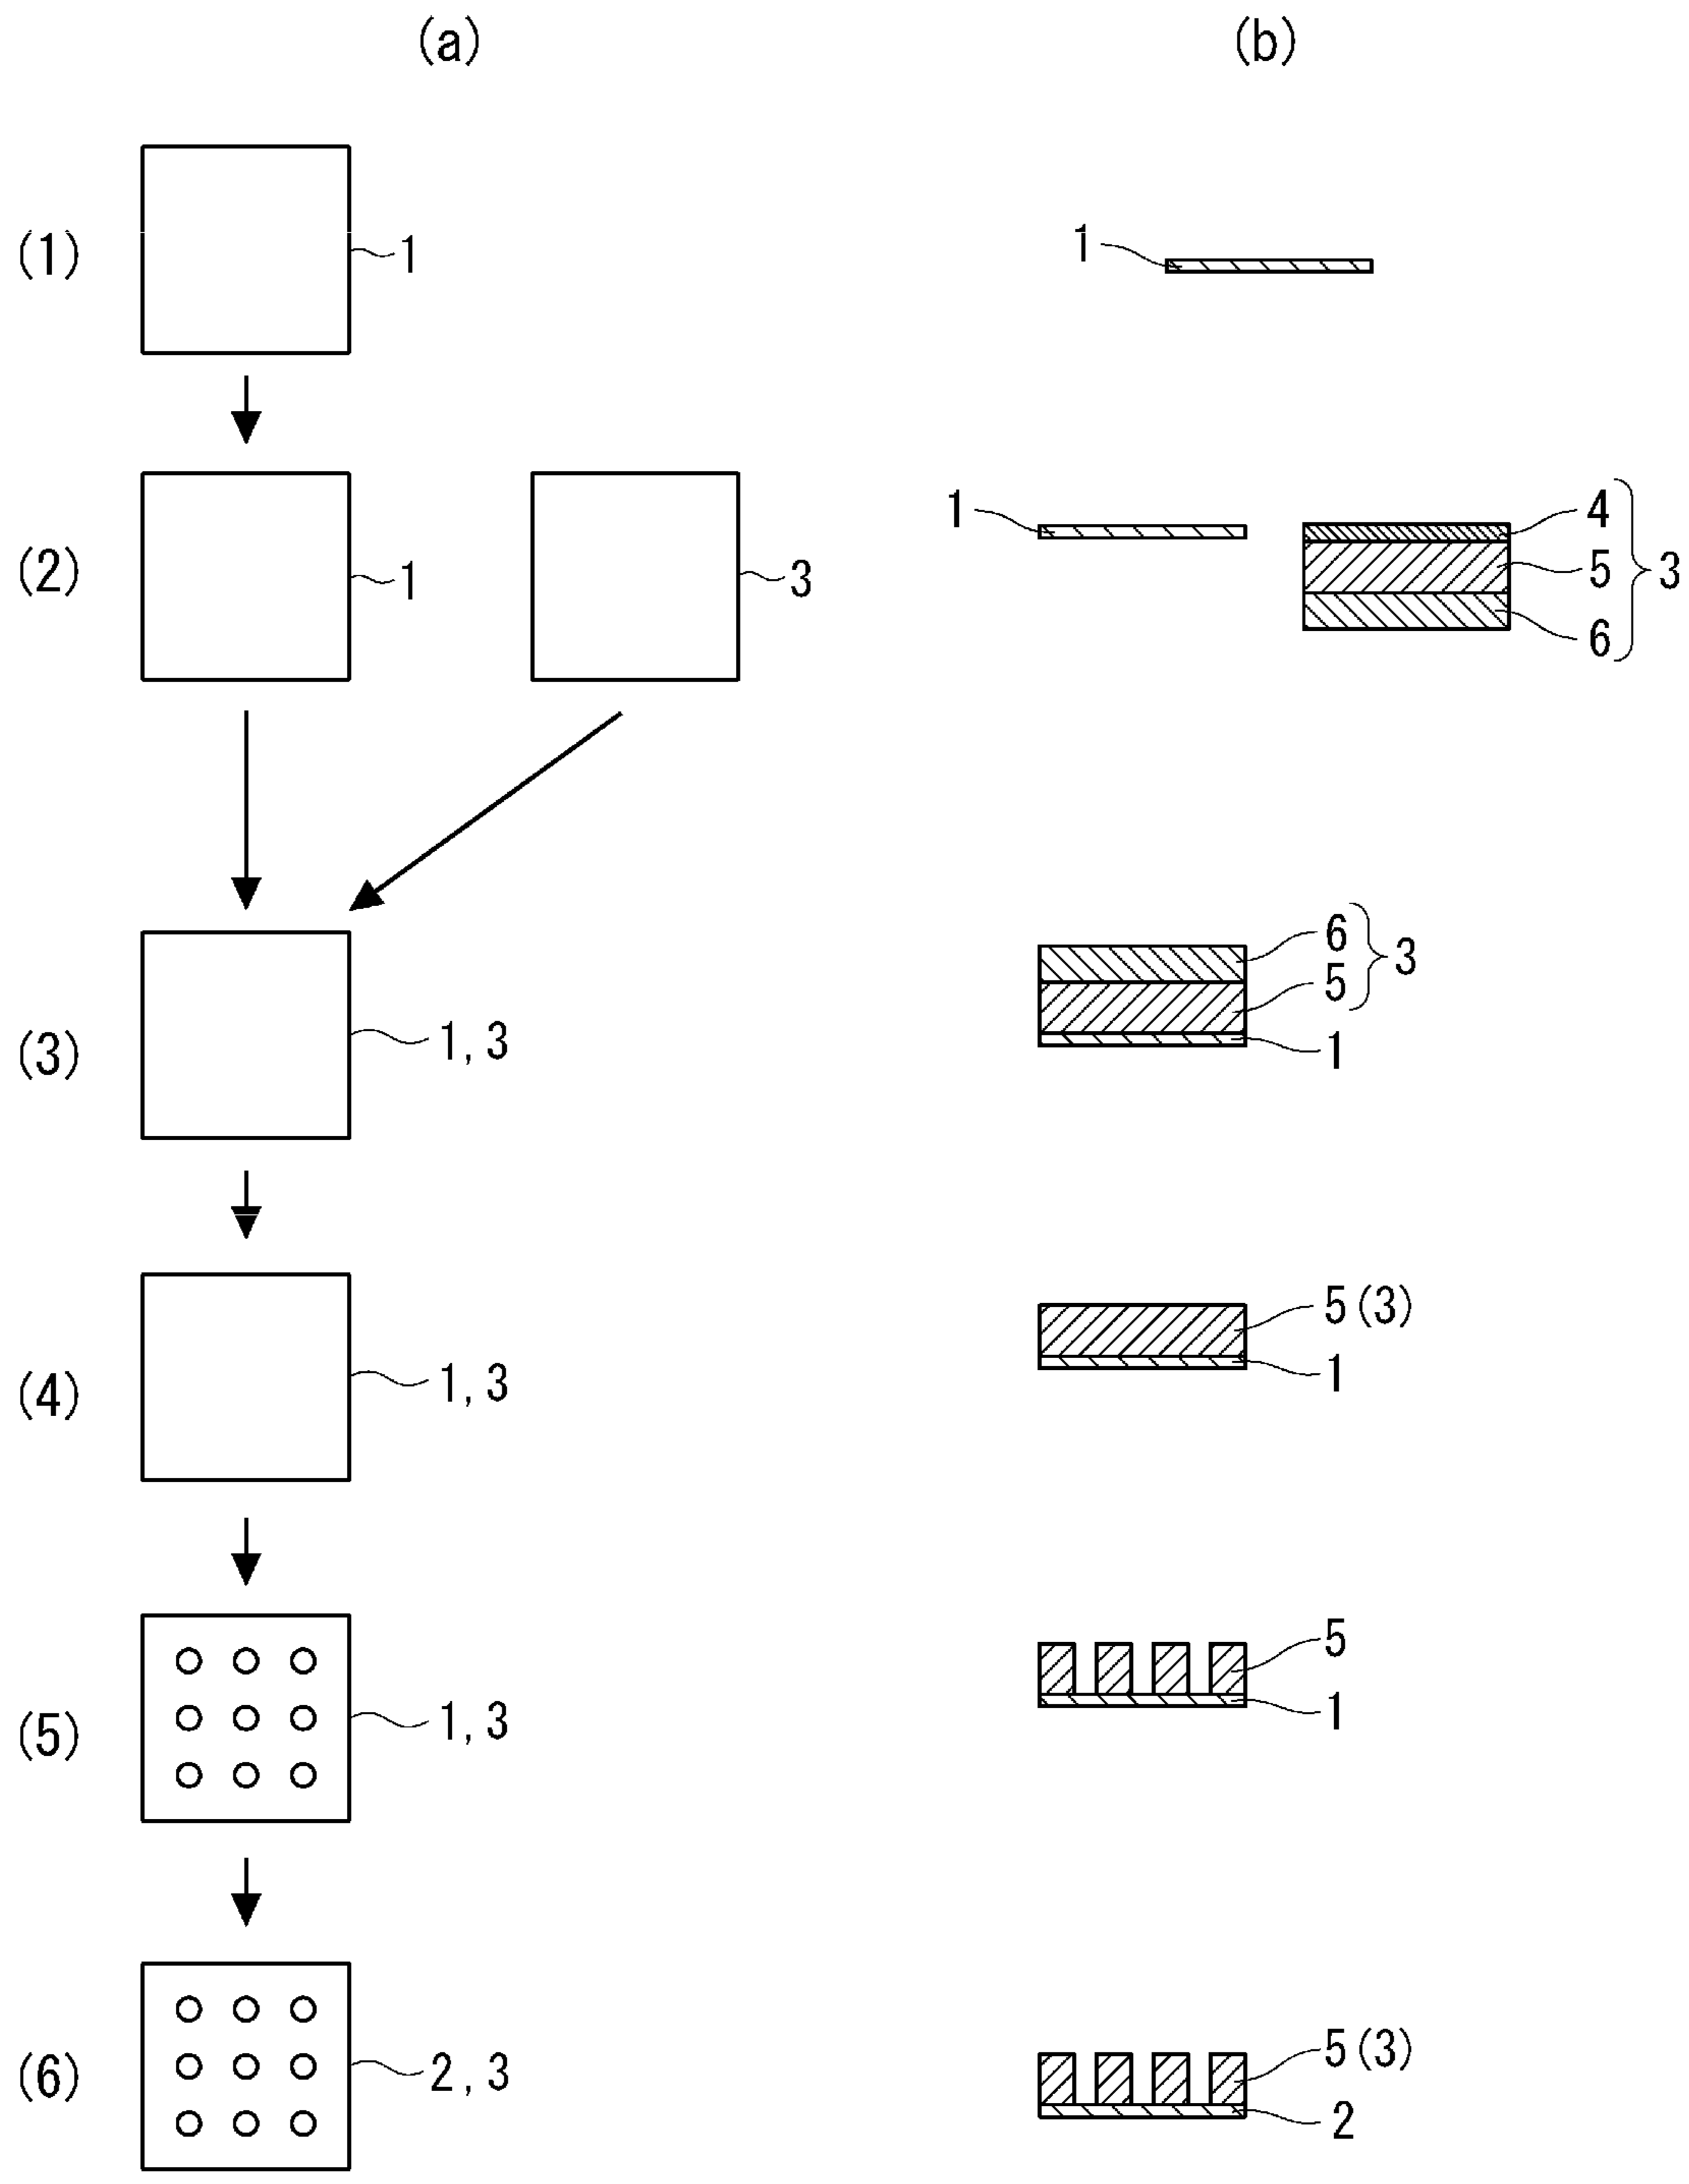 (a) (b)
(1) 1 1
(2) 1 3 1 4 5 6 3
(3) 1, 3 6 5 3 1
(4) 1, 3 5(3) 1
(5) 1, 3 5 1
(6) 2, 3 5(3) 2